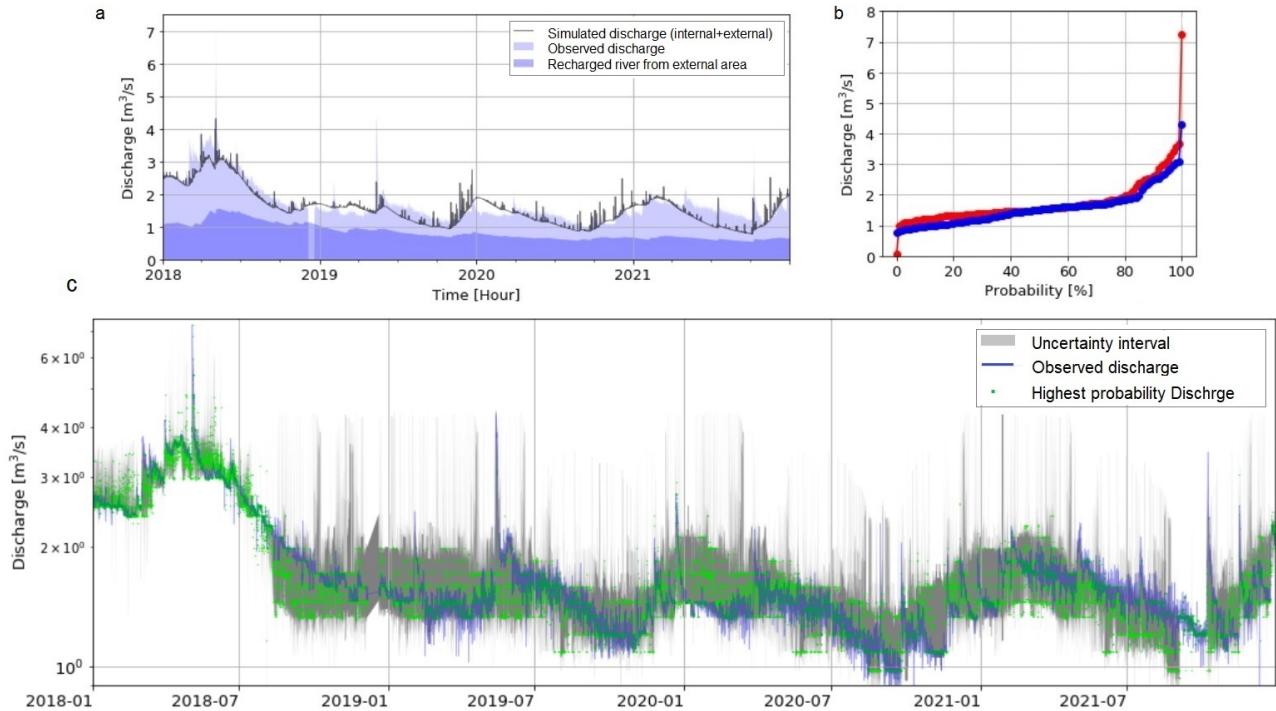 a
Discharge [m³/s]
7
6
5
4
3
2
1
0
Simulated discharge (internal+external)
Observed discharge
Recharged river from external area
2018
2019
2020
2021
Time [Hour]
b
Discharge [m³/s]
8
7
6
5
4
3
2
1
0
0
20
40
60
80
100
Probability [%]
c
Discharge [m³/s]
6 × 10⁰
4 × 10⁰
3 × 10⁰
2 × 10⁰
10⁰
Uncertainty interval
Observed discharge
Highest probability Dischrge
2018-01
2018-07
2019-01
2019-07
2020-01
2020-07
2021-01
2021-07